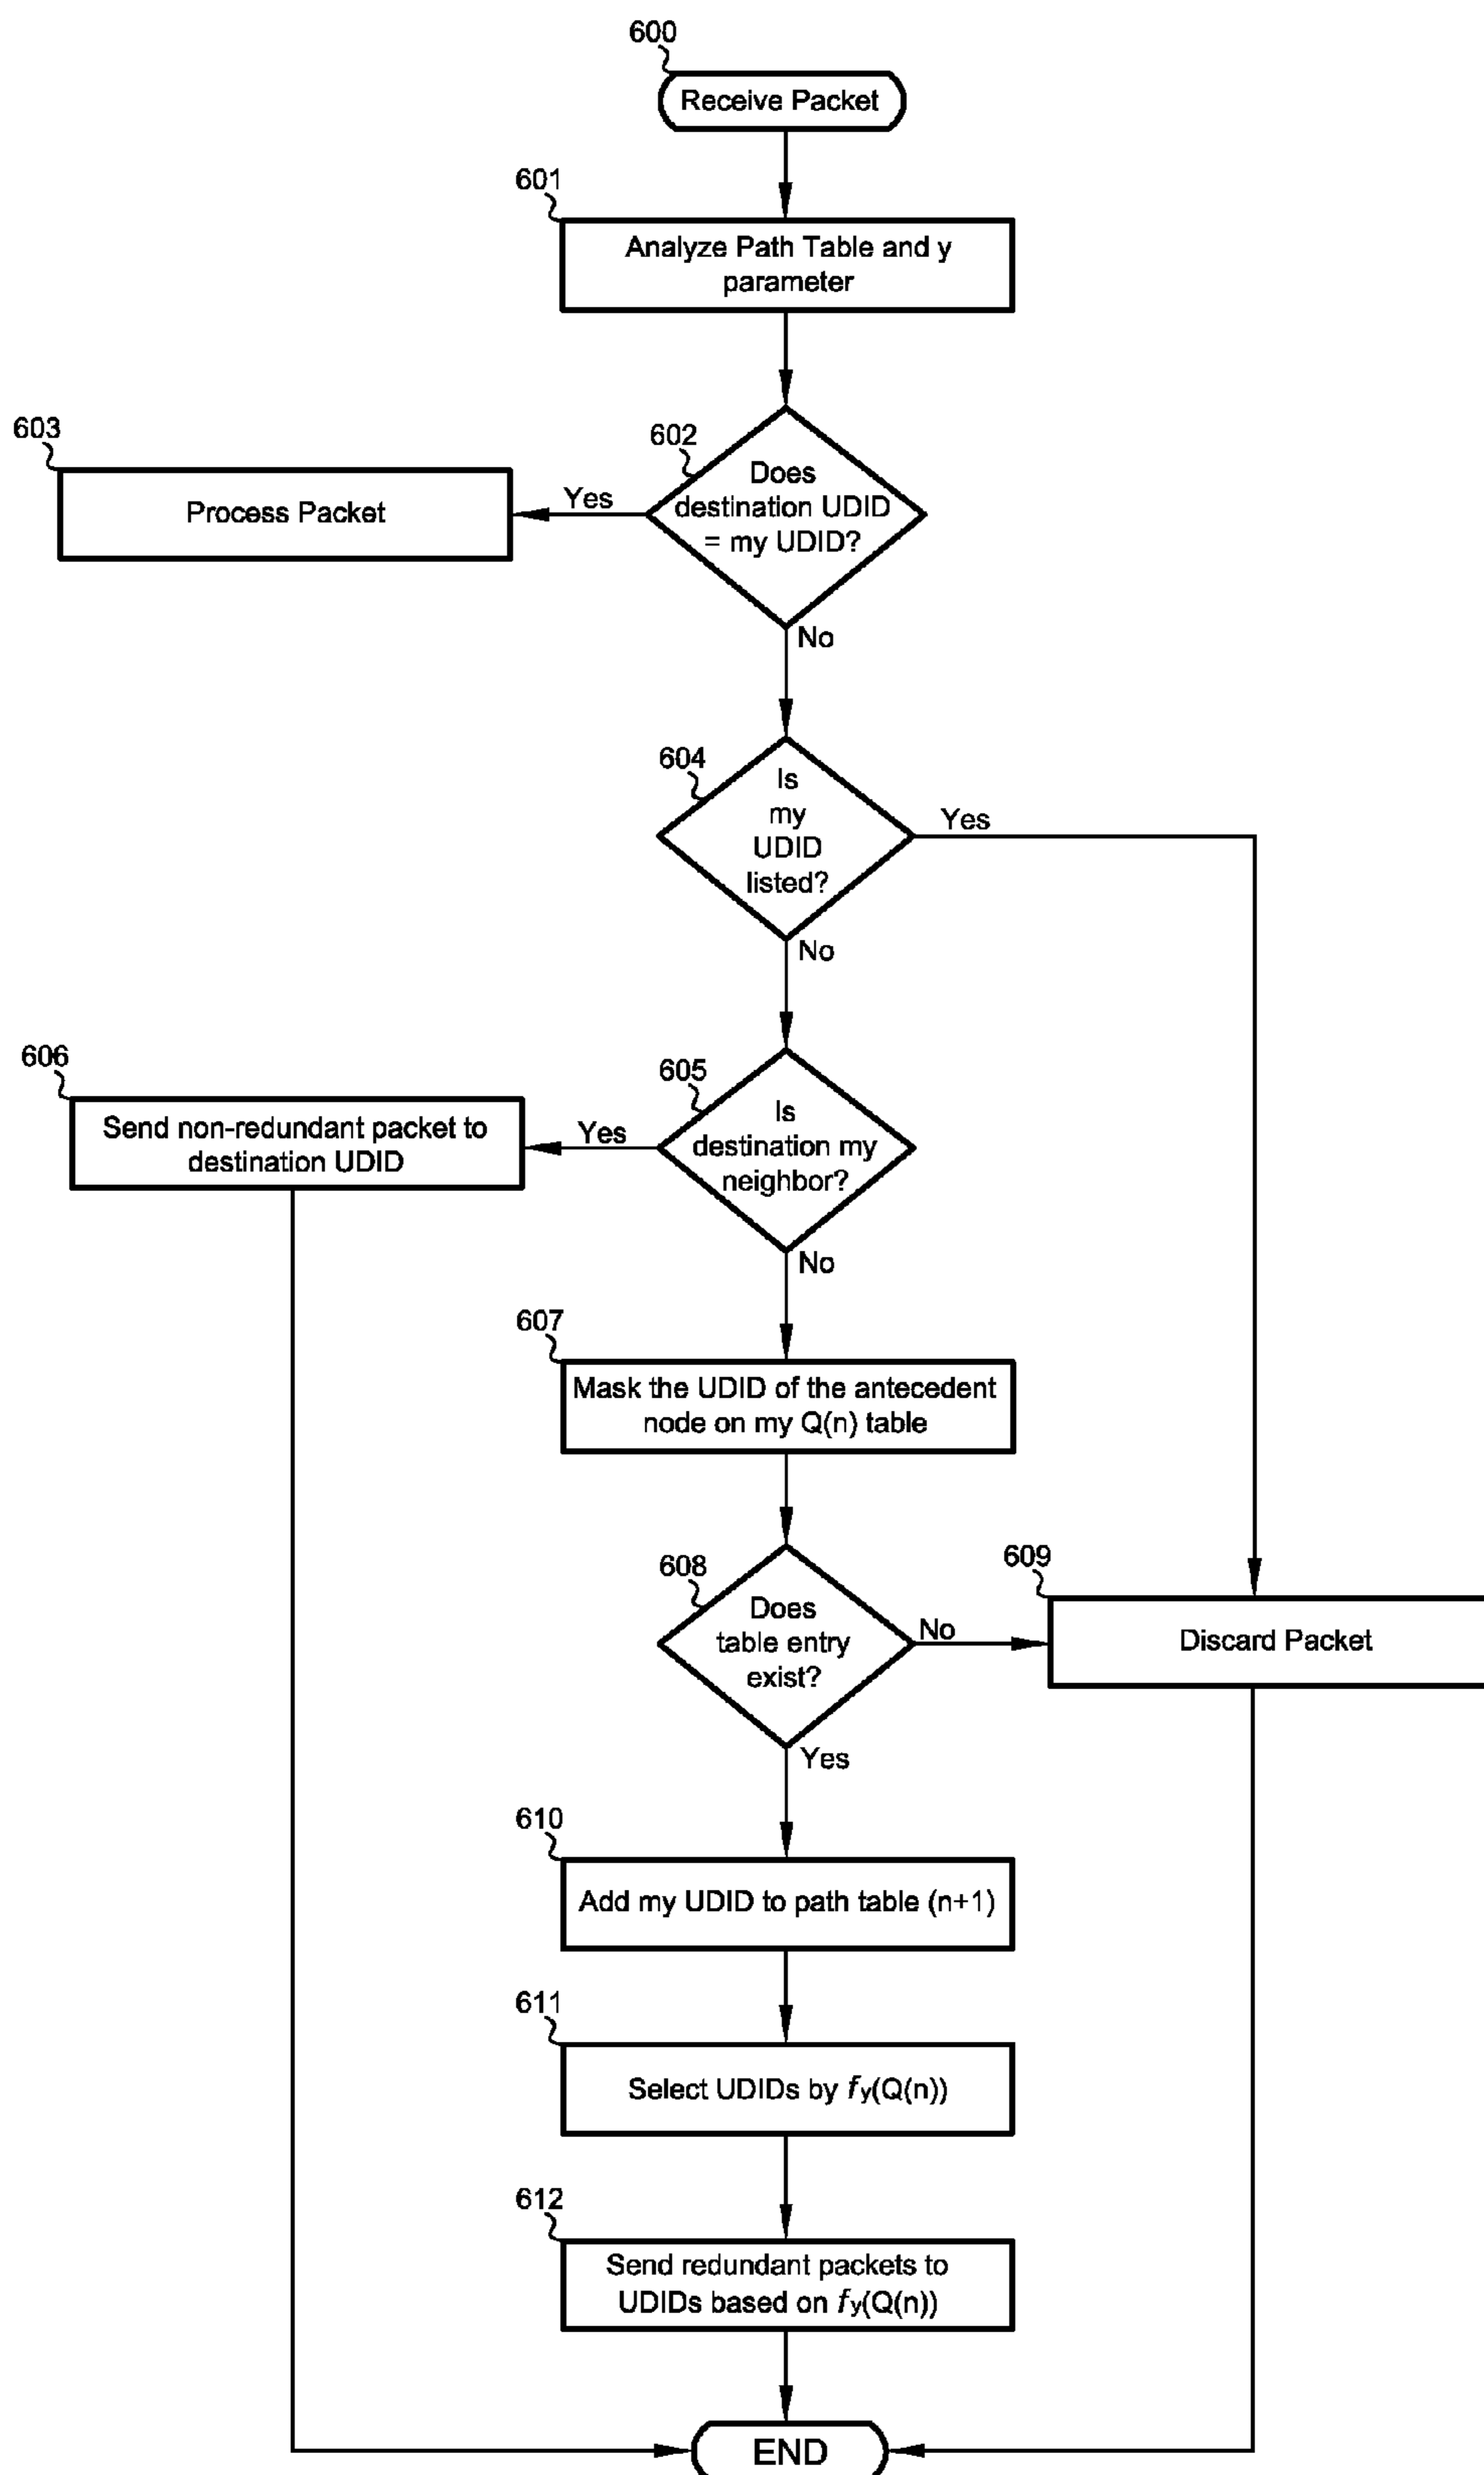 600
Receive Packet
601
Analyze Path Table and y
parameter
602
Does
destination UDID
= my UDID?
Yes
603
Process Packet
No
604
Is
my
UDID
listed?
Yes
No
605
Is
destination my
neighbor?
Yes
606
Send non-redundant packet to
destination UDID
No
607
Mask the UDID of the antecedent
node on my Q(n) table
608
Does
table entry
exist?
No
609
Discard Packet
Yes
610
Add my UDID to path table (n+1)
611
Select UDIDs by fy(Q(n))
612
Send redundant packets to
UDIDs based on fy(Q(n))
END